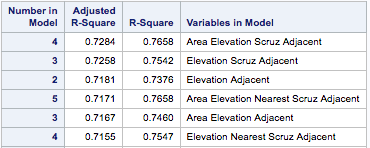 Number in Model Adjusted R-Square R-Square Variables in Model
4 0.7284 0.7658 Area Elevation Scruz Adjacent
3 0.7258 0.7542 Elevation Scruz Adjacent
2 0.7181 0.7376 Elevation Adjacent
5 0.7171 0.7658 Area Elevation Nearest Scruz Adjacent
3 0.7167 0.7460 Area Elevation Adjacent
4 0.7155 0.7547 Elevation Nearest Scruz Adjacent